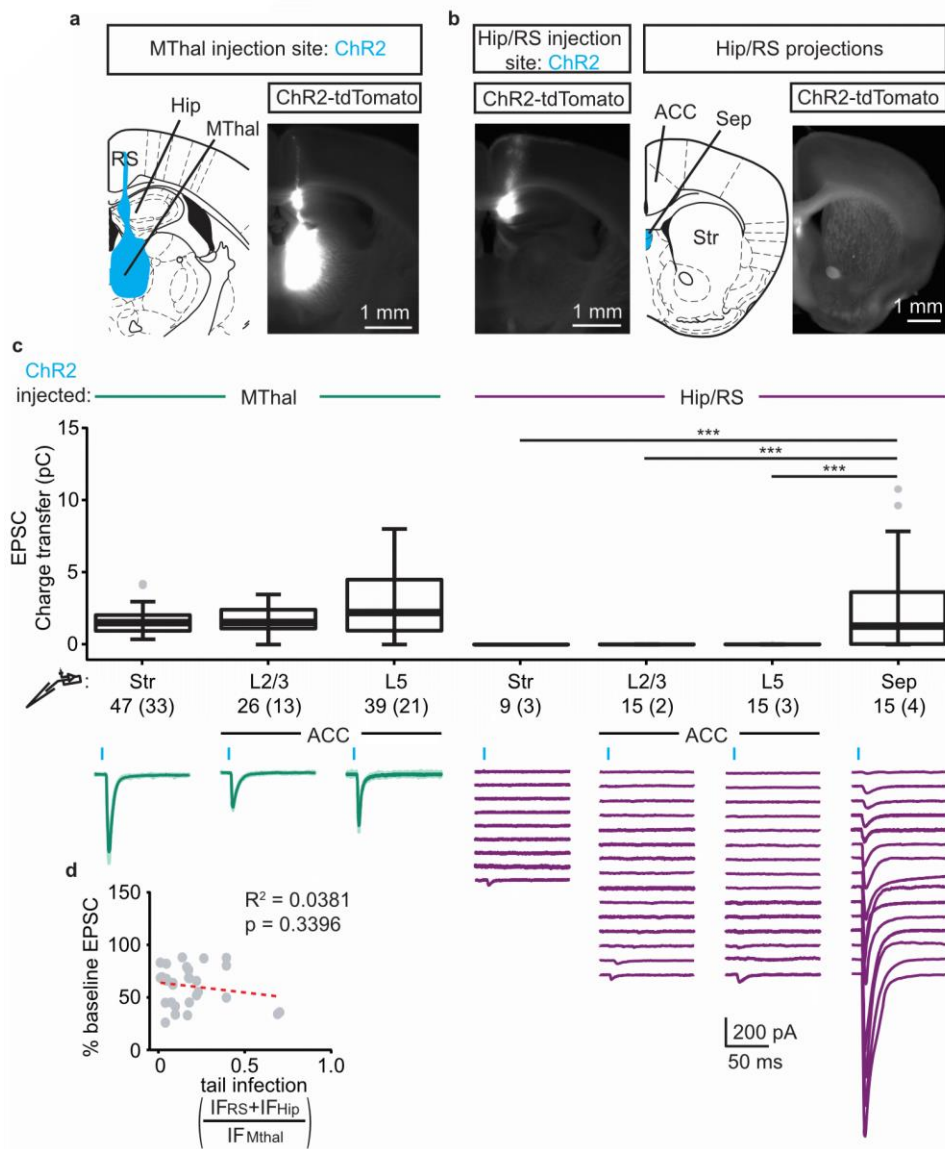 a
MThal injection site: ChR2
ChR2-tdTomato
Hip
MThal
RS
1 mm
b
Hip/RS injection
site: ChR2
Hip/RS projections
ChR2-tdTomato
ChR2-tdTomato
ACC
Sep
Str
1 mm
1 mm
c
ChR2
injected:
MThal
Hip/RS
EPSC
Charge transfer (pC)
15
10
5
0
***
***
***
:
Str
L2/3
L5
Str
L2/3
L5
Sep
47 (33)
26 (13)
39 (21)
9 (3)
15 (2)
15 (3)
15 (4)
ACC
ACC
200 pA
50 ms
d
% baseline EPSC
150
100
50
0
R² = 0.0381
p = 0.3396
0
0.5
1.0
tail infection
(IFRS+IFHip
IFMthal)